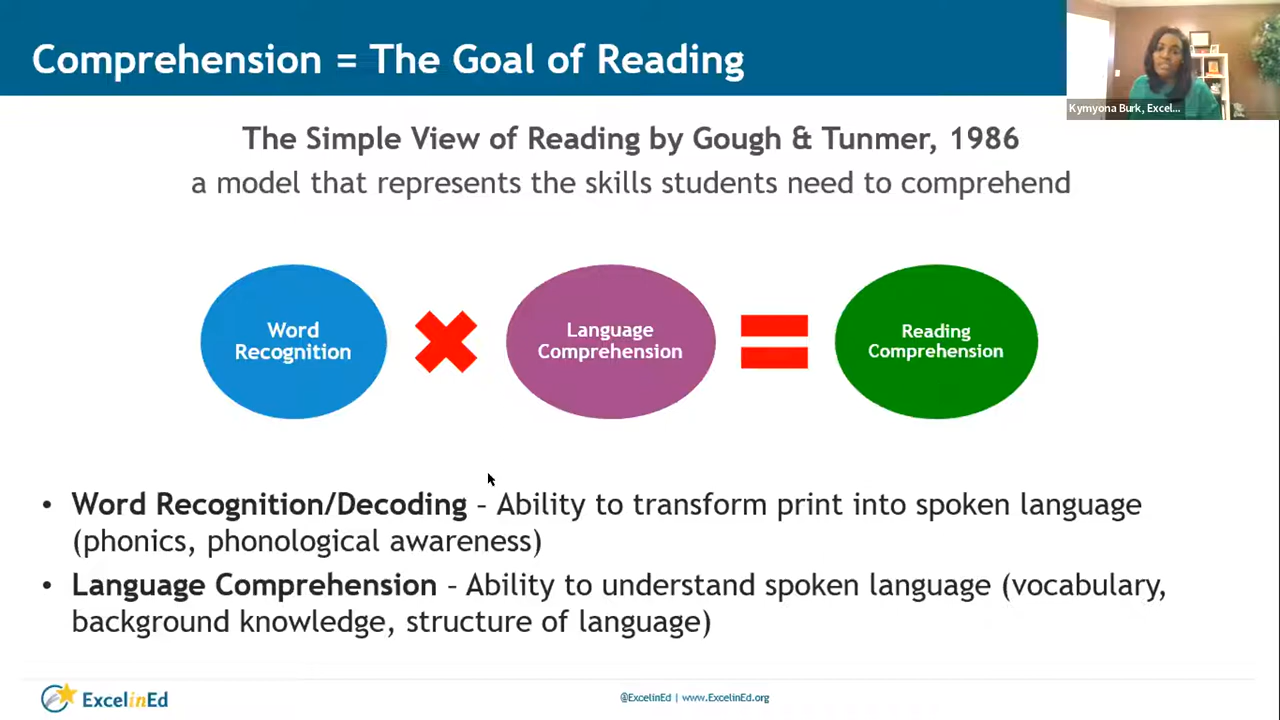 Comprehension = The Goal of Reading
Kymyona Burk, Excel...
The Simple View of Reading by Gough & Tunmer, 1986
a model that represents the skills students need to comprehend
Word
Recognition
Language
Comprehension
Reading
Comprehension
• Word Recognition/Decoding – Ability to transform print into spoken language
(phonics, phonological awareness)
• Language Comprehension – Ability to understand spoken language (vocabulary,
background knowledge, structure of language)
ExcelinEd
@ExcelinEd | www.ExcelinEd.org